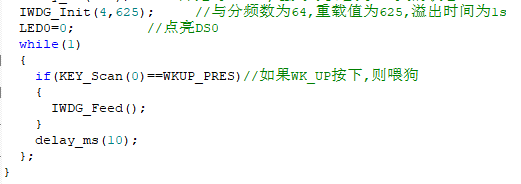 IWDG_Init(4,625);    //与分频数为64,重载值为625,溢出时间为1s
LED0=0;         //点亮DS0
while(1)
{
  if(KEY_Scan(0)==WKUP_PRES)//如果WK_UP按下,则喂狗
  {
    IWDG_Feed();
  }
  delay_ms(10);
};
}